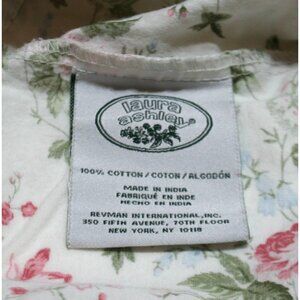 laura
ashley®
100% COTTON / COTON / ALGODÓN
MADE IN INDIA
FABRIQUÉ EN INDE
HECHO EN INDIA
REVMAN INTERNATIONAL, INC.
350 FIFTH AVENUE, 70TH FLOOR
NEW YORK, NY 10118